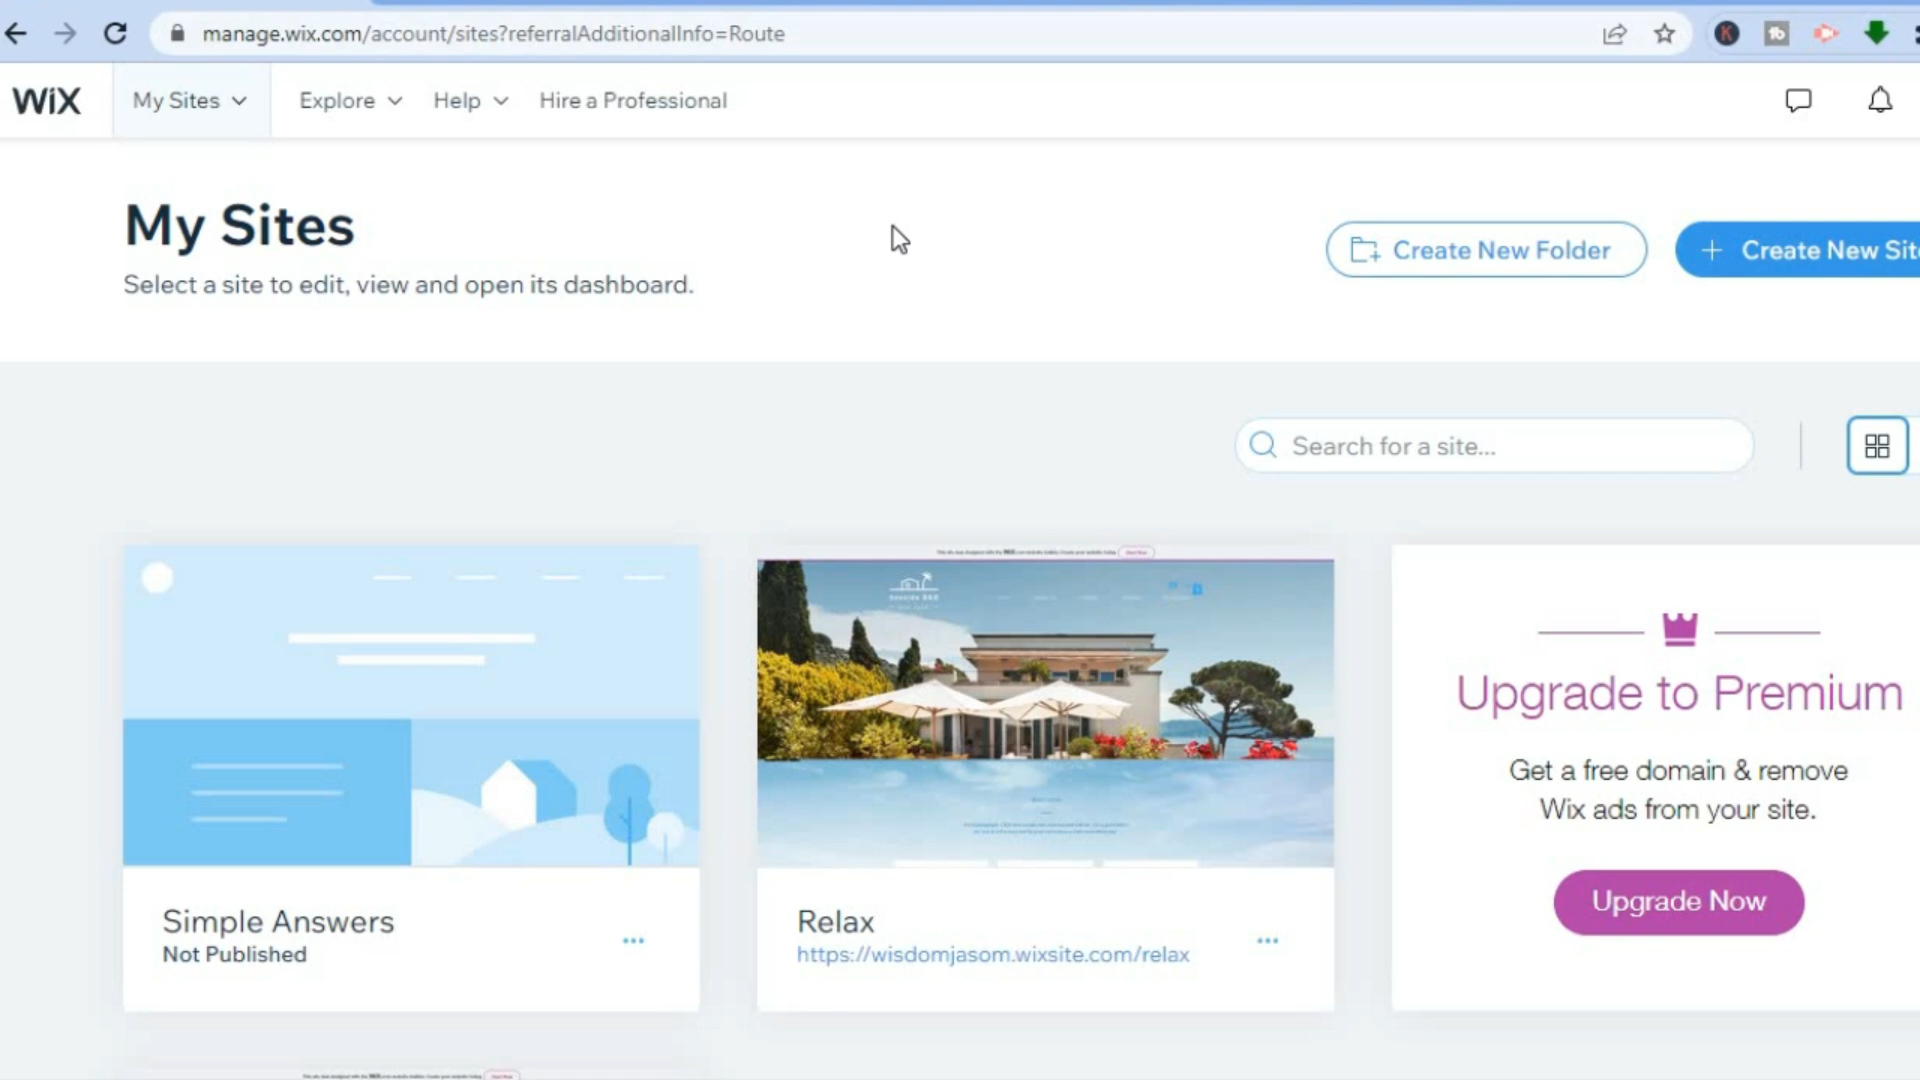 manage.wix.com/account/sites?referralAdditionalInfo=Route
WiX
My Sites
Explore
Help
Hire a Professional
My Sites
Select a site to edit, view and open its dashboard.
Create New Folder
Create New Site
Search for a site...
Upgrade to Premium
Get a free domain & remove
Wix ads from your site.
Upgrade Now
Simple Answers
Not Published
Relax
https://wisdomjasom.wixsite.com/relax